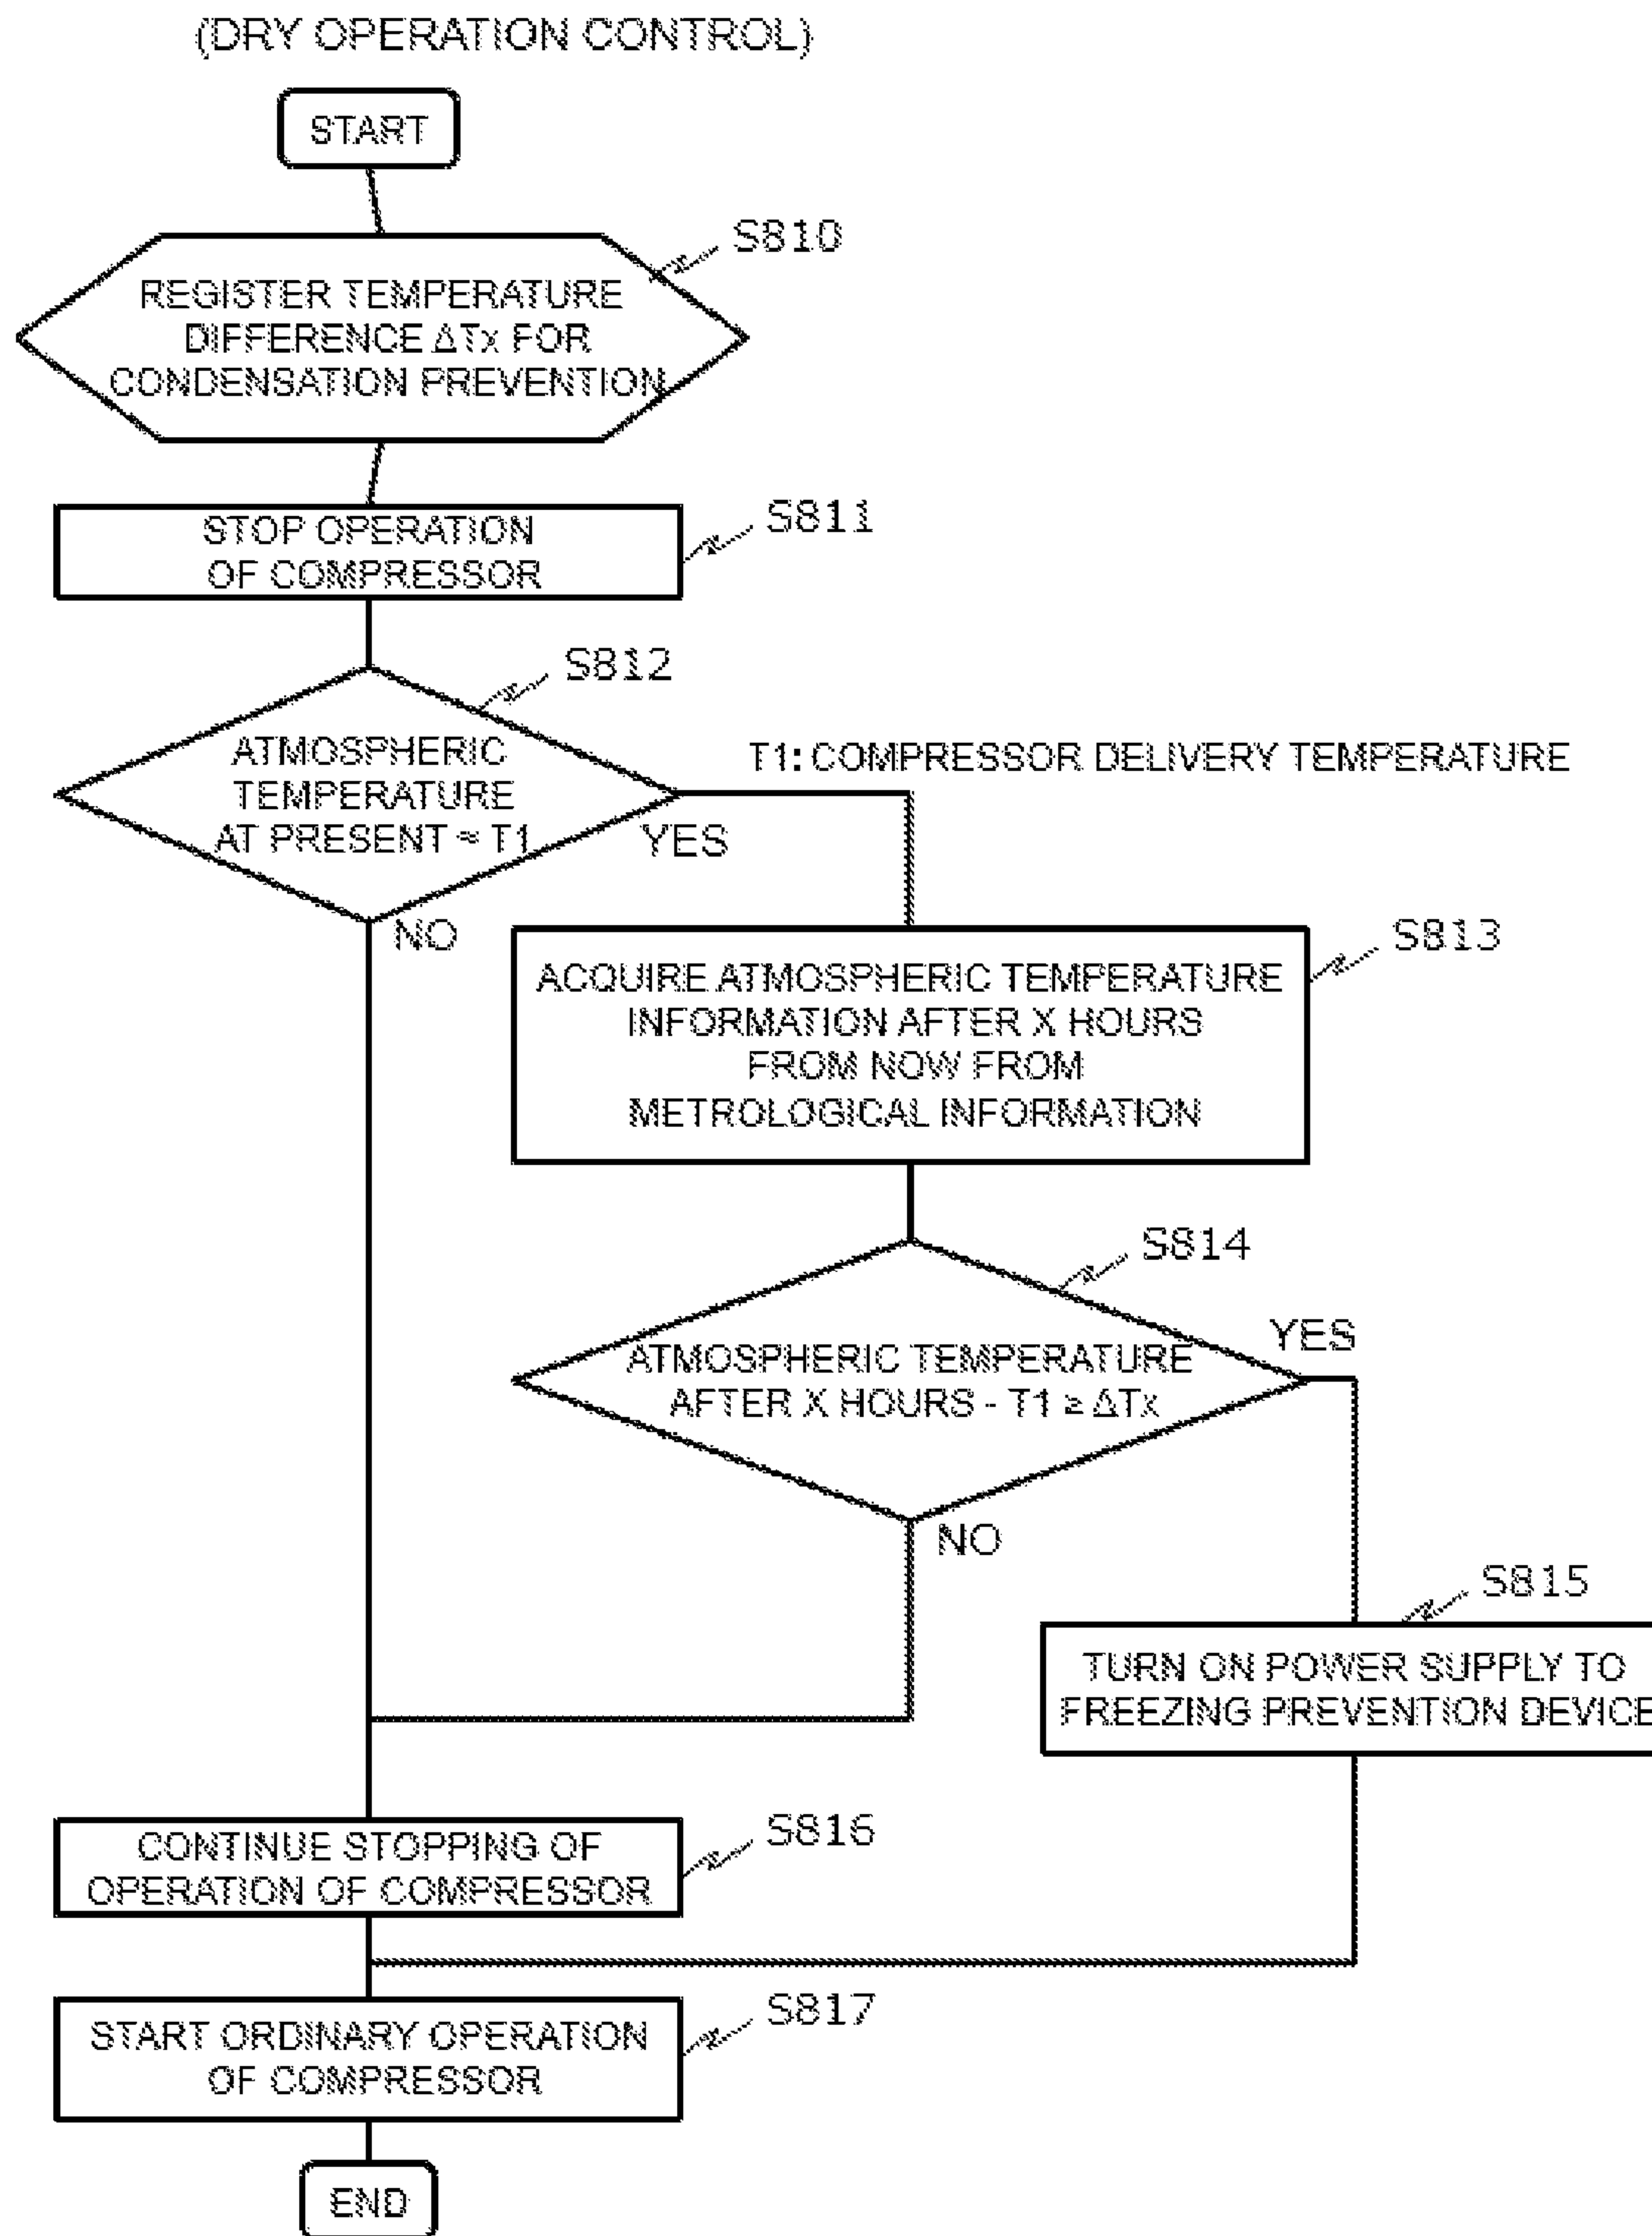 (DRY OPERATION CONTROL)
START
S810
REGISTER TEMPERATURE
DIFFERENCE ΔTx FOR
CONDENSATION PREVENTION
S811
STOP OPERATION
OF COMPRESSOR
S812
ATMOSPHERIC
TEMPERATURE
AT PRESENT ≈ T1
YES
NO
T1: COMPRESSOR DELIVERY TEMPERATURE
S813
ACQUIRE ATMOSPHERIC TEMPERATURE
INFORMATION AFTER X HOURS
FROM NOW FROM
METROLOGICAL INFORMATION
S814
ATMOSPHERIC TEMPERATURE
AFTER X HOURS - T1 ≥ ΔTx
YES
NO
S815
TURN ON POWER SUPPLY TO
FREEZING PREVENTION DEVICE
S816
CONTINUE STOPPING OF
OPERATION OF COMPRESSOR
S817
START ORDINARY OPERATION
OF COMPRESSOR
END